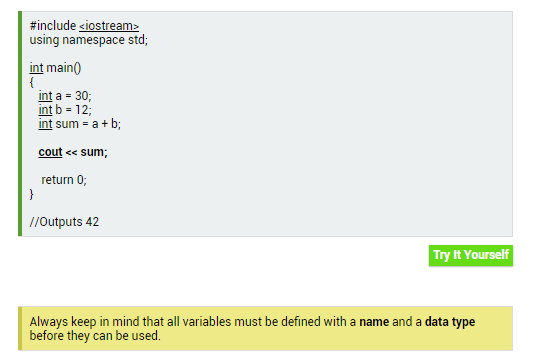 #include <iostream>
using namespace std;
int main()
{
int a = 30;
int b = 12;
int sum = a + b;
cout << sum;
return 0;
}
//Outputs 42
Try It Yourself
Always keep in mind that all variables must be defined with a name and a data type
before they can be used.